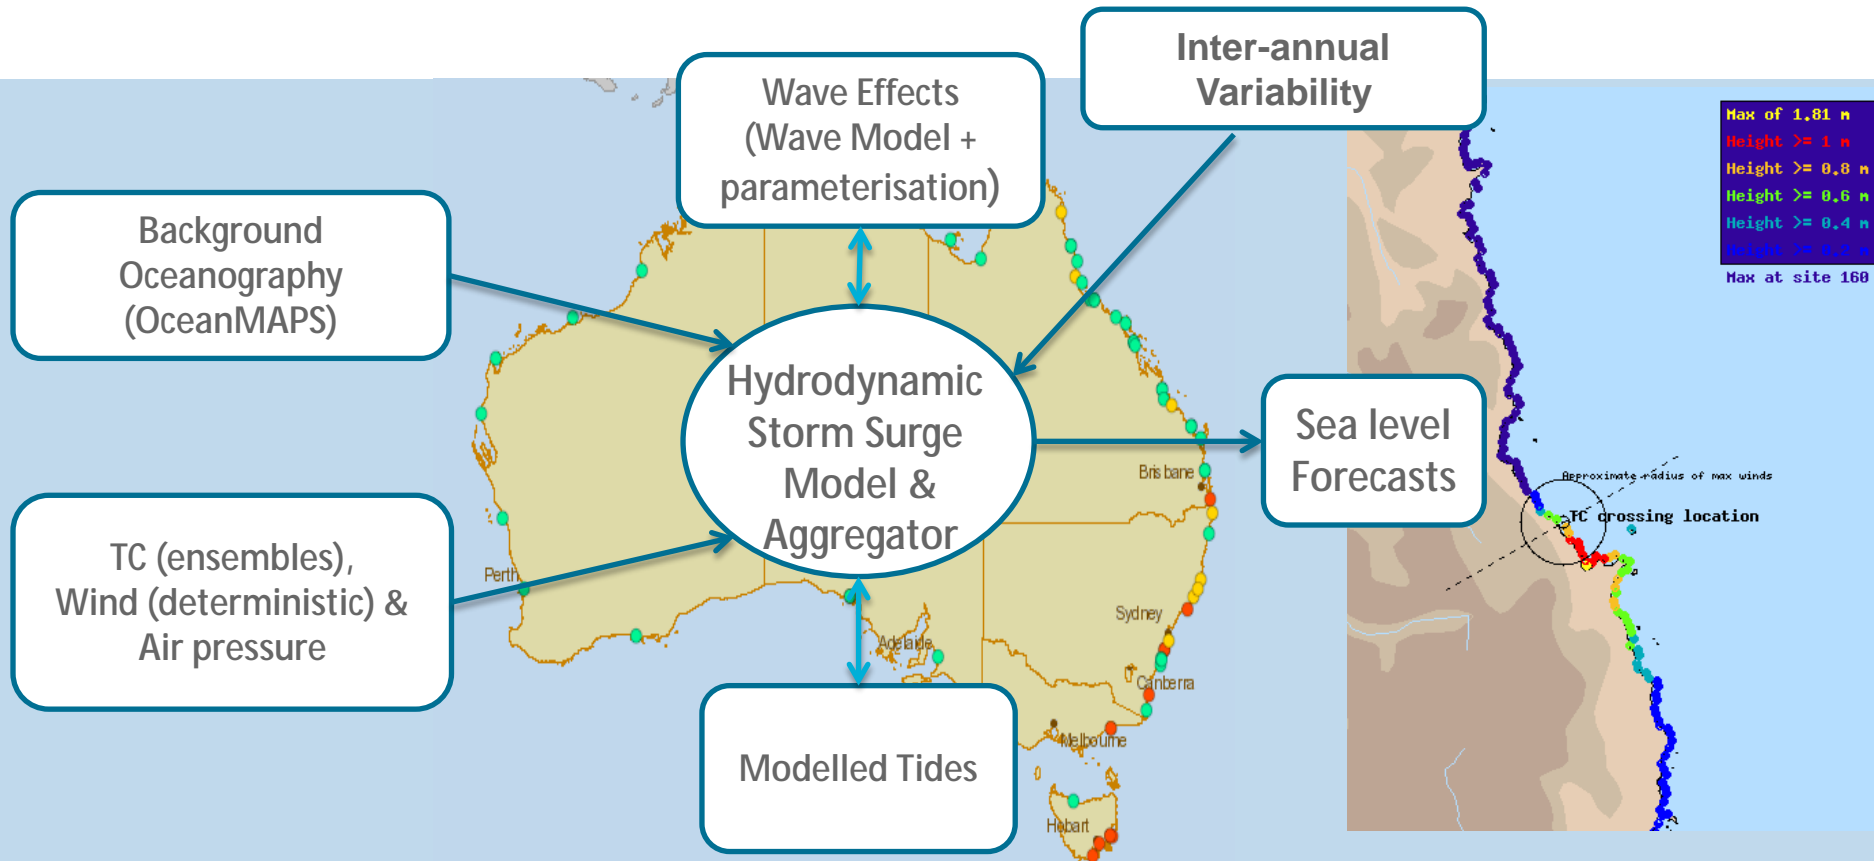 Inter-annual
Variability
Wave Effects
(Wave Model +
parameterisation)
Background
Oceanography
(OceanMAPS)
Hydrodynamic
Storm Surge
Model &
Aggregator
Sea level
Forecasts
TC (ensembles),
Wind (deterministic) &
Air pressure
Modelled Tides
Brisbane
Perth
Sydney
Adelaide
Canberra
Melbourne
Hobart
Max of 1.81 m
Height >= 1 m
Height >= 0.8 m
Height >= 0.6 m
Height >= 0.4 m
Height >= 0.2 m
Max at site 160
Approximate radius of max winds
TC crossing location